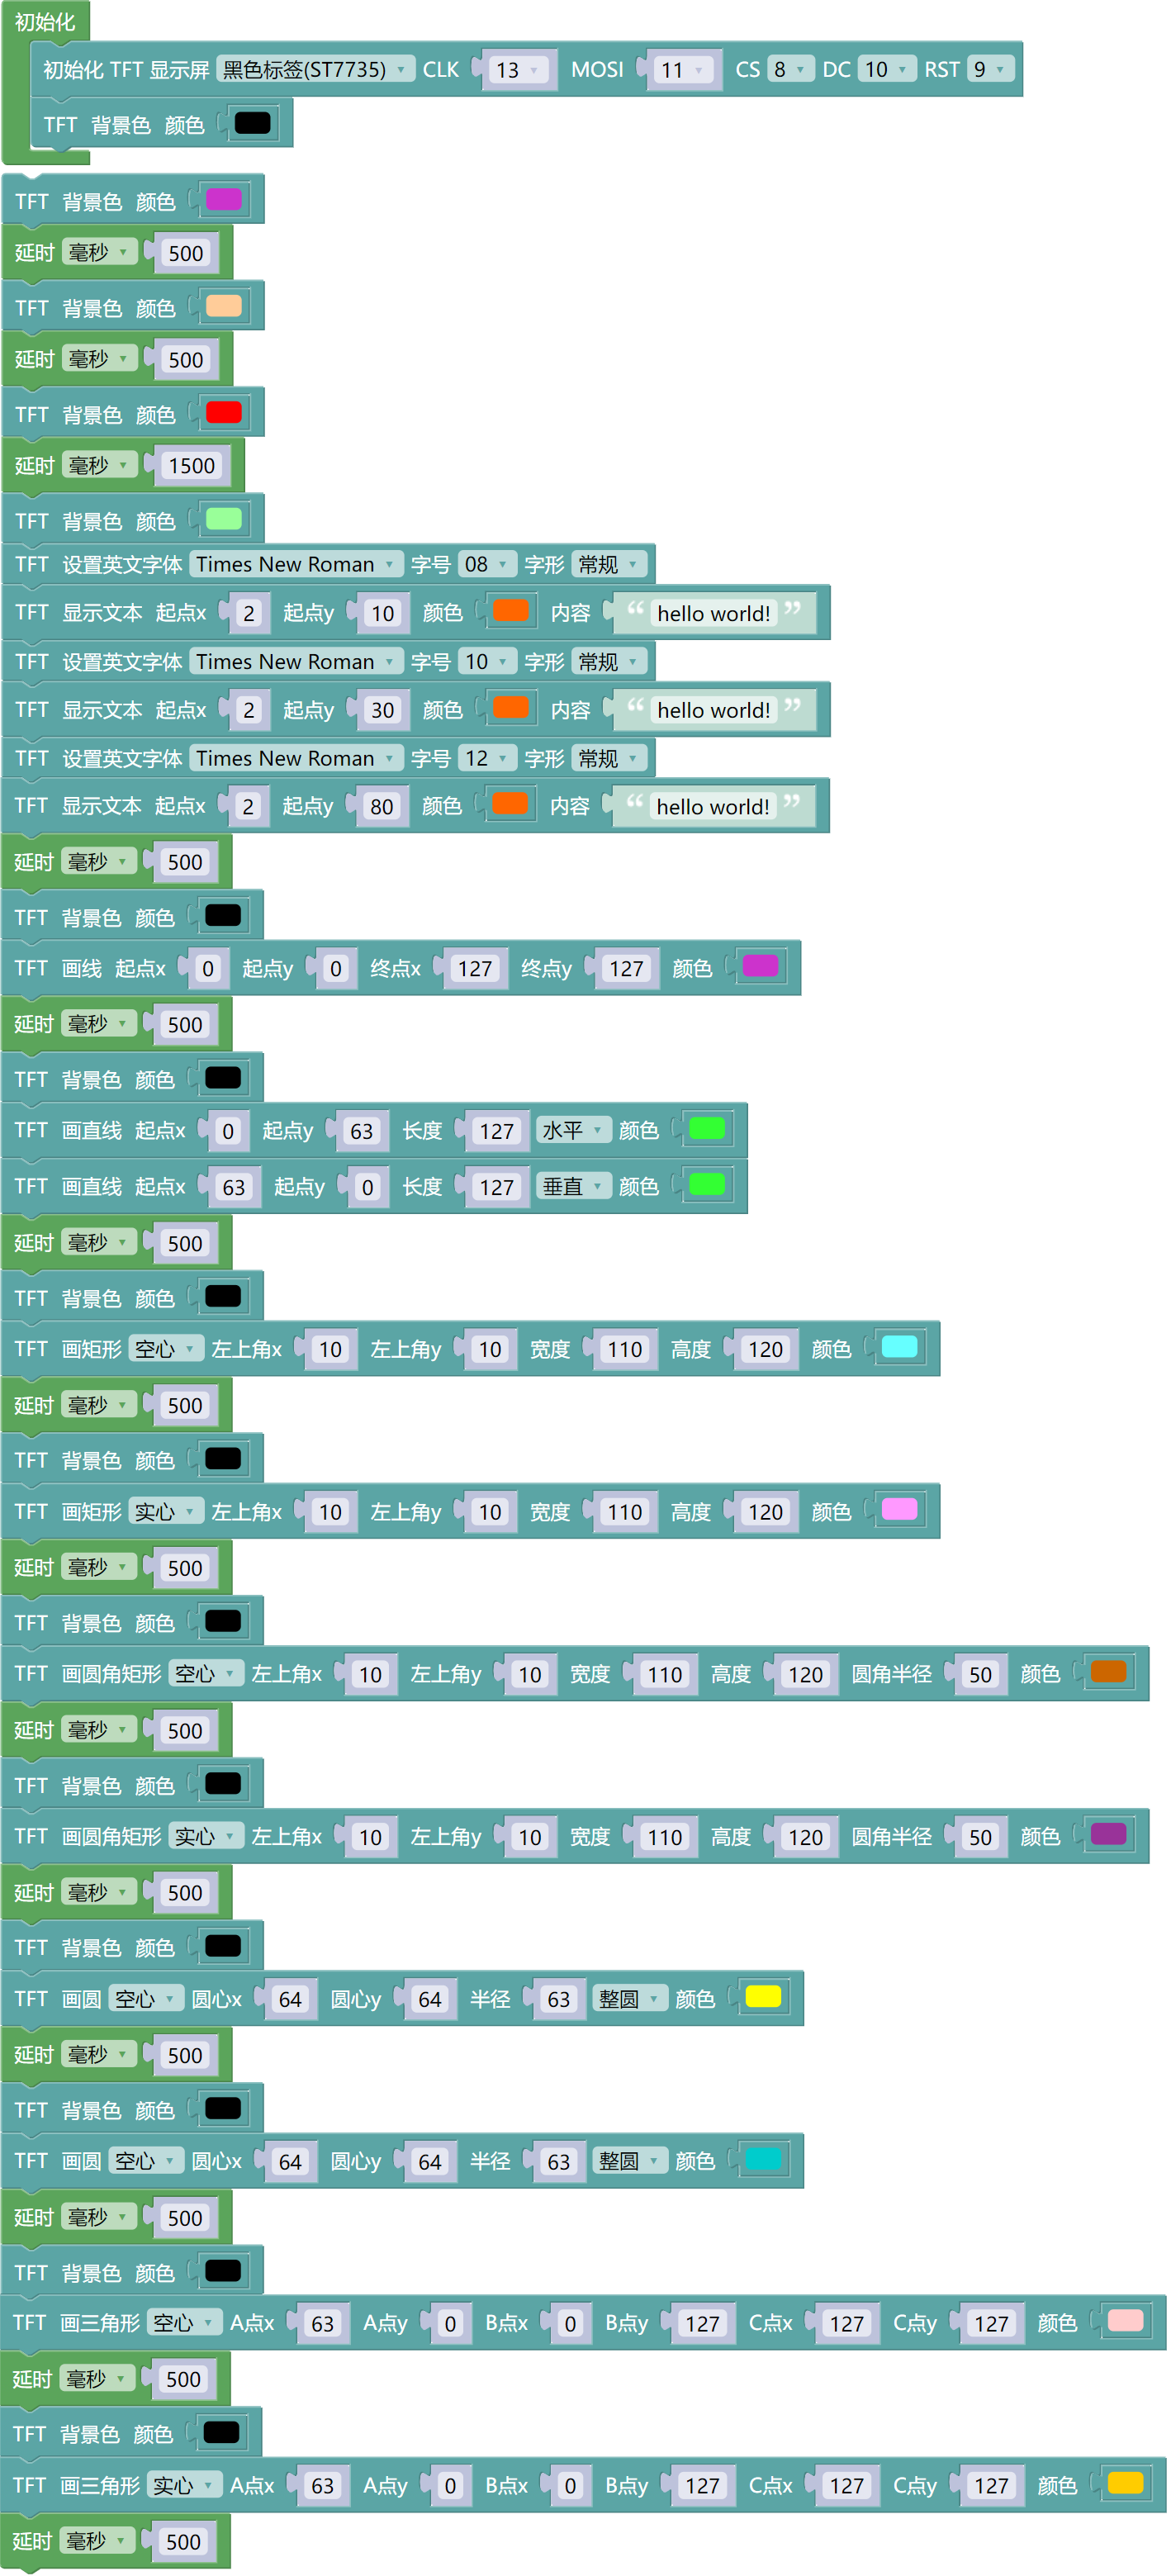 初始化
初始化 TFT 显示屏 黑色标签(ST7735) CLK 13 MOSI 11 CS 8 DC 10 RST 9
TFT 背景色 颜色
TFT 背景色 颜色
延时 毫秒 500
TFT 背景色 颜色
延时 毫秒 500
TFT 背景色 颜色
延时 毫秒 1500
TFT 背景色 颜色
TFT 设置英文字体 Times New Roman 字号 08 字形 常规
TFT 显示文本 起点x 2 起点y 10 颜色 内容 “ hello world! ”
TFT 设置英文字体 Times New Roman 字号 10 字形 常规
TFT 显示文本 起点x 2 起点y 30 颜色 内容 “ hello world! ”
TFT 设置英文字体 Times New Roman 字号 12 字形 常规
TFT 显示文本 起点x 2 起点y 80 颜色 内容 “ hello world! ”
延时 毫秒 500
TFT 背景色 颜色
TFT 画线 起点x 0 起点y 0 终点x 127 终点y 127 颜色
延时 毫秒 500
TFT 背景色 颜色
TFT 画直线 起点x 0 起点y 63 长度 127 水平 颜色
TFT 画直线 起点x 63 起点y 0 长度 127 垂直 颜色
延时 毫秒 500
TFT 背景色 颜色
TFT 画矩形 空心 左上角x 10 左上角y 10 宽度 110 高度 120 颜色
延时 毫秒 500
TFT 背景色 颜色
TFT 画矩形 实心 左上角x 10 左上角y 10 宽度 110 高度 120 颜色
延时 毫秒 500
TFT 背景色 颜色
TFT 画圆角矩形 空心 左上角x 10 左上角y 10 宽度 110 高度 120 圆角半径 50 颜色
延时 毫秒 500
TFT 背景色 颜色
TFT 画圆角矩形 实心 左上角x 10 左上角y 10 宽度 110 高度 120 圆角半径 50 颜色
延时 毫秒 500
TFT 背景色 颜色
TFT 画圆 空心 圆心x 64 圆心y 64 半径 63 整圆 颜色
延时 毫秒 500
TFT 背景色 颜色
TFT 画圆 空心 圆心x 64 圆心y 64 半径 63 整圆 颜色
延时 毫秒 500
TFT 背景色 颜色
TFT 画三角形 空心 A点x 63 A点y 0 B点x 0 B点y 127 C点x 127 C点y 127 颜色
延时 毫秒 500
TFT 背景色 颜色
TFT 画三角形 实心 A点x 63 A点y 0 B点x 0 B点y 127 C点x 127 C点y 127 颜色
延时 毫秒 500